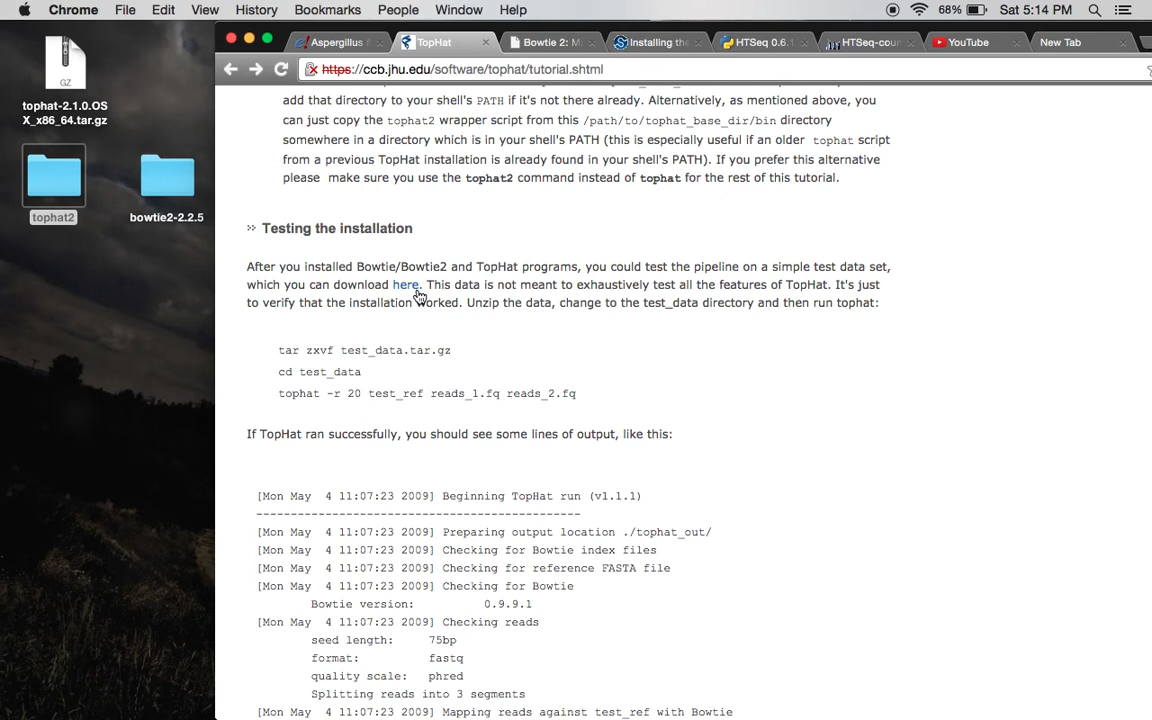 Chrome File Edit View History Bookmarks People Window Help 68% Sat 5:14 PM
GZ
tophat-2.1.0.OS
X_x86_64.tar.gz
tophat2
bowtie2-2.2.5
Aspergillus f TopHat Bowtie 2: M Installing the HTSeq 0.6. HTSeq-coun YouTube New Tab
https://ccb.jhu.edu/software/tophat/tutorial.shtml
add that directory to your shell's PATH if it's not there already. Alternatively, as mentioned above, you
can just copy the tophat2 wrapper script from this /path/to/tophat_base_dir/bin directory
somewhere in a directory which is in your shell's PATH (this is especially useful if an older tophat script
from a previous TopHat installation is already found in your shell's PATH). If you prefer this alternative
please make sure you use the tophat2 command instead of tophat for the rest of this tutorial.
Testing the installation
After you installed Bowtie/Bowtie2 and TopHat programs, you could test the pipeline on a simple test data set,
which you can download here. This data is not meant to exhaustively test all the features of TopHat. It's just
to verify that the installation worked. Unzip the data, change to the test_data directory and then run tophat:
tar zxvf test_data.tar.gz
cd test_data
tophat -r 20 test_ref reads_1.fq reads_2.fq
If TopHat ran successfully, you should see some lines of output, like this:
[Mon May 4 11:07:23 2009] Beginning TopHat run (v1.1.1)
-----------------------------------------------
[Mon May 4 11:07:23 2009] Preparing output location ./tophat_out/
[Mon May 4 11:07:23 2009] Checking for Bowtie index files
[Mon May 4 11:07:23 2009] Checking for reference FASTA file
[Mon May 4 11:07:23 2009] Checking for Bowtie
Bowtie version: 0.9.9.1
[Mon May 4 11:07:23 2009] Checking reads
seed length: 75bp
format: fastq
quality scale: phred
Splitting reads into 3 segments
[Mon May 4 11:07:23 2009] Mapping reads against test_ref with Bowtie